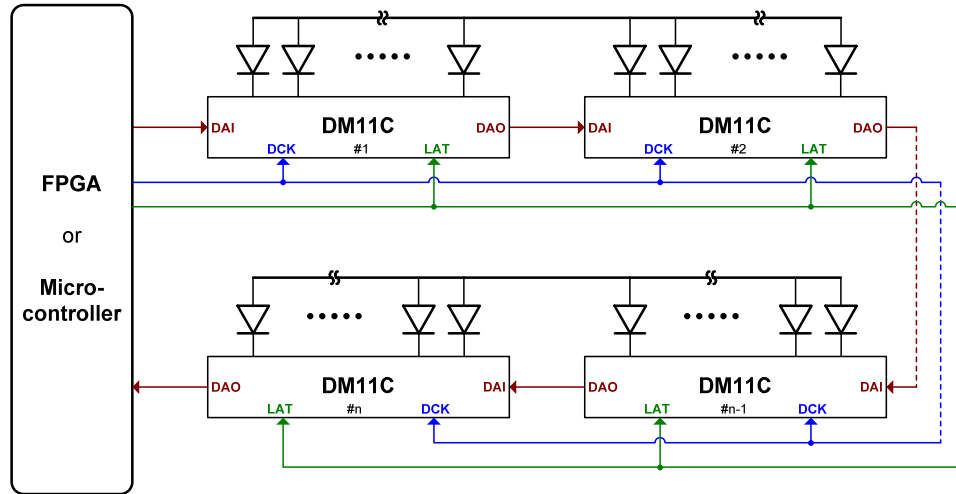 FPGA
or
Micro-
controller
DM11C
DAI
DAO
DCK
#1
LAT
DM11C
DAI
DAO
DCK
#2
LAT
DM11C
DAO
DAI
LAT
#n
DCK
DM11C
DAO
DAI
LAT
#n-1
DCK